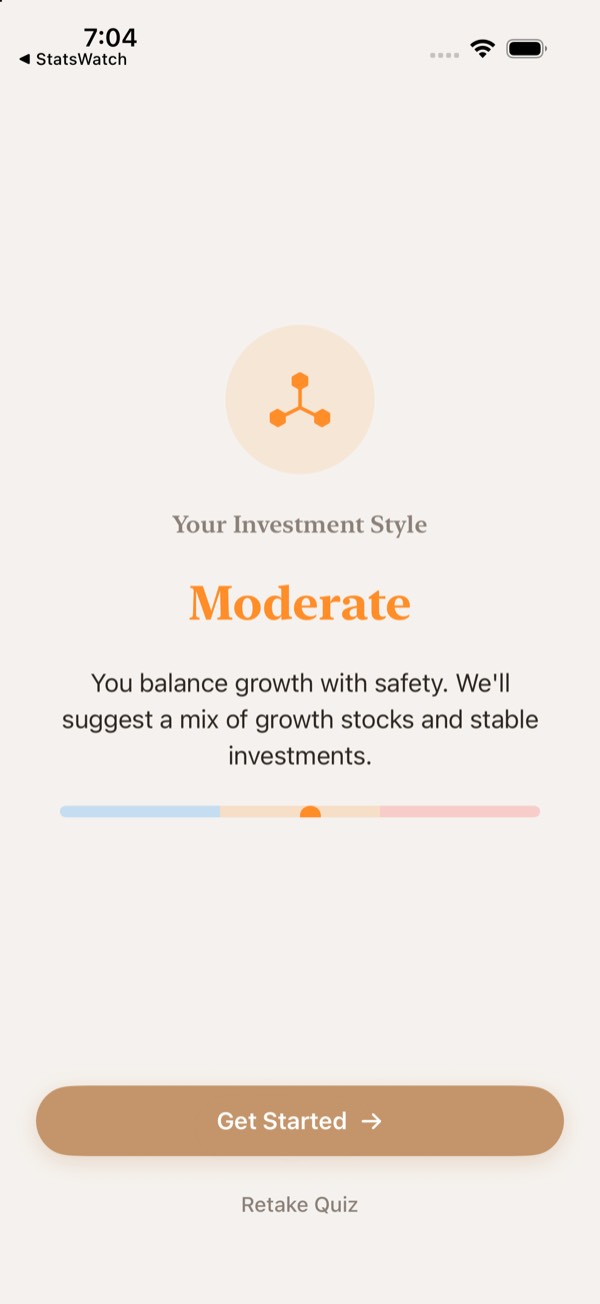 7:04
◀ StatsWatch
Your Investment Style
Moderate
You balance growth with safety. We'll
suggest a mix of growth stocks and stable
investments.
Get Started →
Retake Quiz